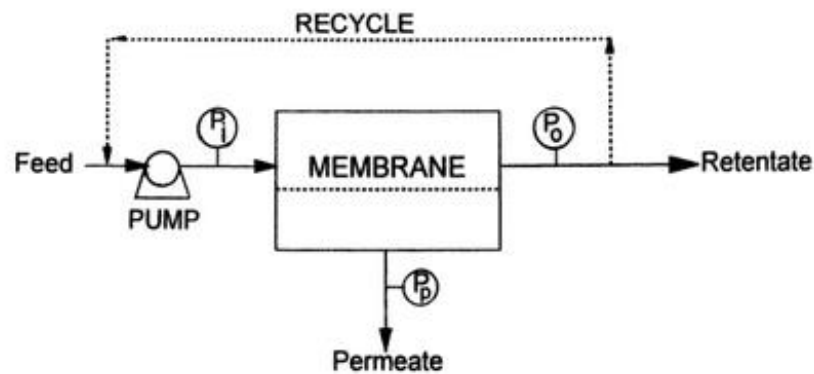 RECYCLE
Pi
Po
Feed
MEMBRANE
Retentate
PUMP
Pp
Permeate